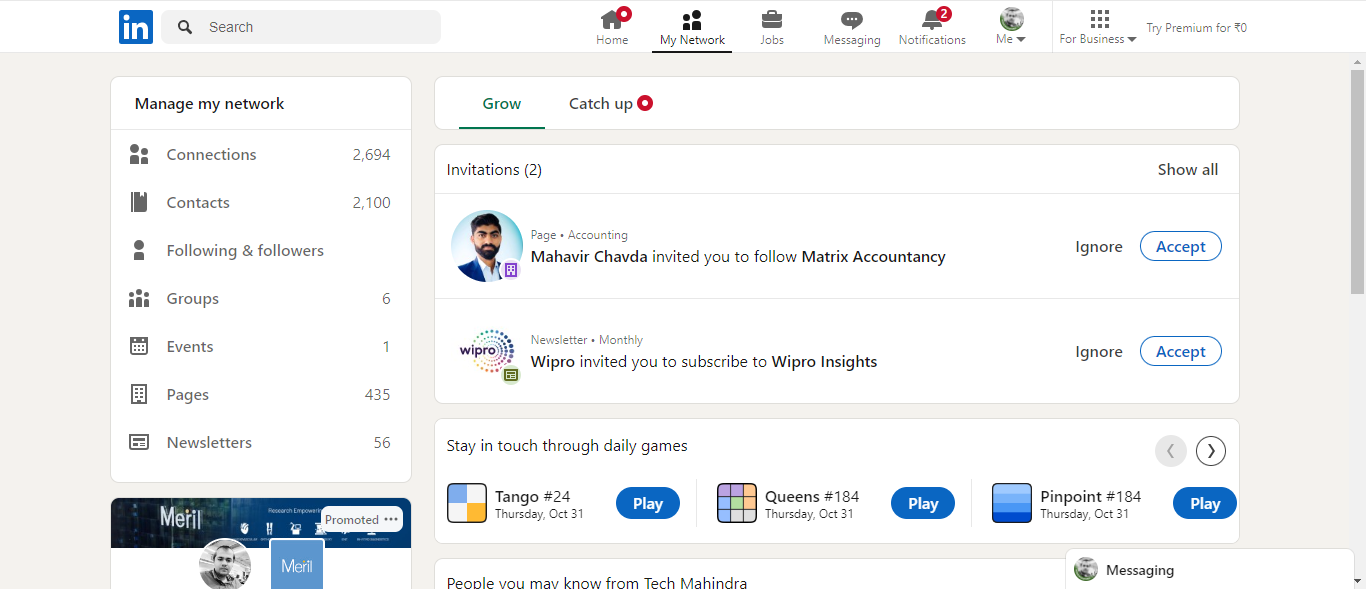 in
Search
Home
My Network
Jobs
Messaging
2
Notifications
Me
For Business
Try Premium for ₹0
Manage my network
Connections 2,694
Contacts 2,100
Following & followers
Groups 6
Events 1
Pages 435
Newsletters 56
Meril
Research Empowering
Promoted
Meril
Grow
Catch up
Invitations (2)
Show all
Page • Accounting
Mahavir Chavda invited you to follow Matrix Accountancy
Ignore
Accept
wipro
Newsletter • Monthly
Wipro invited you to subscribe to Wipro Insights
Ignore
Accept
Stay in touch through daily games
Tango #24
Thursday, Oct 31
Play
Queens #184
Thursday, Oct 31
Play
Pinpoint #184
Thursday, Oct 31
Play
People you may know from Tech Mahindra
Messaging